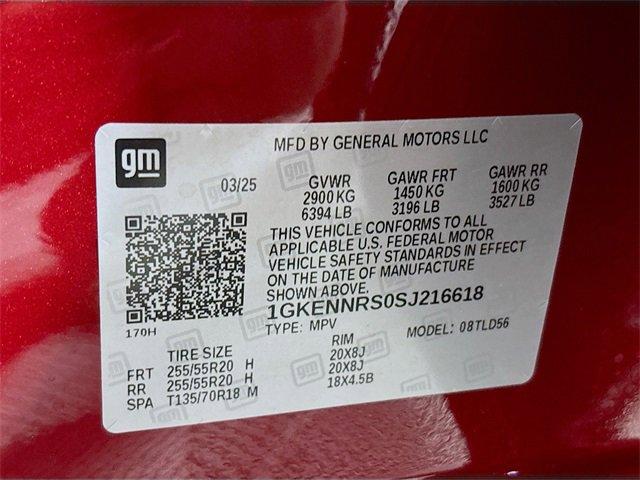 gm
MFD BY GENERAL MOTORS LLC
03/25 GVWR GAWR FRT GAWR RR
2900 KG 1450 KG 1600 KG
6394 LB 3196 LB 3527 LB
THIS VEHICLE CONFORMS TO ALL
APPLICABLE U.S. FEDERAL MOTOR
VEHICLE SAFETY STANDARDS IN EFFECT
ON THE DATE OF MANUFACTURE
SHOWN ABOVE.
1GKENNRS0SJ216618
170H
TYPE: MPV MODEL: 08TLD56
TIRE SIZE RIM
FRT 255/55R20 H 20X8J
RR 255/55R20 H 20X8J
SPA T135/70R18 M 18X4.5B